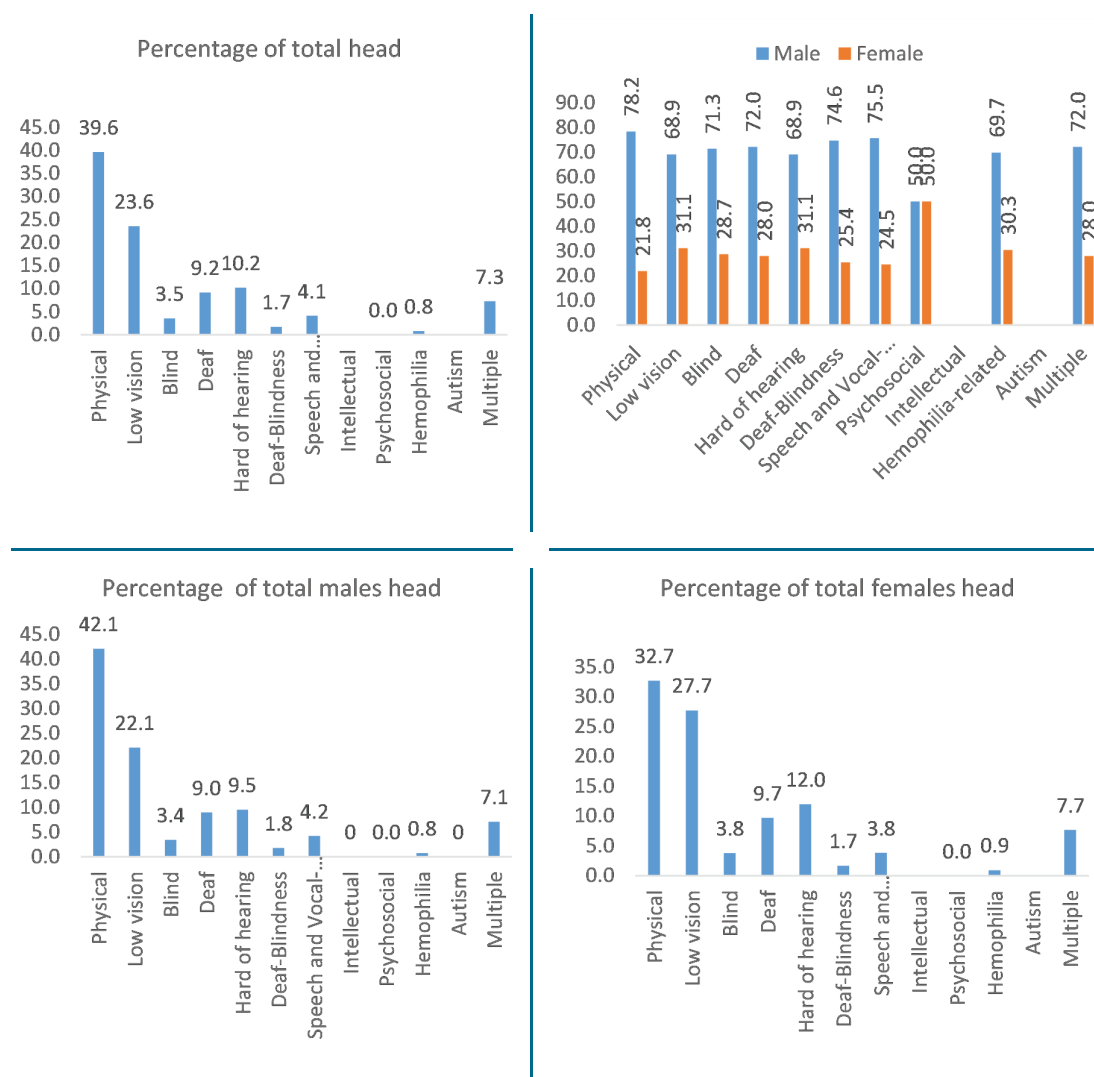 Percentage of total head
45.0
40.0
35.0
30.0
25.0
20.0
15.0
10.0
5.0
0.0
39.6
23.6
3.5
9.2
10.2
1.7
4.1
0.0
0.8
7.3
Physical
Low vision
Blind
Deaf
Hard of hearing
Deaf-Blindness
Speech and...
Intellectual
Psychosocial
Hemophilia
Autism
Multiple
Male Female
90.0
80.0
70.0
60.0
50.0
40.0
30.0
20.0
10.0
0.0
78.2
21.8
68.9
31.1
71.3
28.7
72.0
28.0
68.9
31.1
74.6
25.4
75.5
24.5
50.0
50.0
69.7
30.3
72.0
28.0
Physical
Low vision
Blind
Deaf
Hard of hearing
Deaf-Blindness
Speech and Vocal-...
Psychosocial
Intellectual
Hemophilia-related
Autism
Multiple
Percentage of total males head
45.0
40.0
35.0
30.0
25.0
20.0
15.0
10.0
5.0
0.0
42.1
22.1
3.4
9.0
9.5
1.8
4.2
0
0.0
0.8
0
7.1
Physical
Low vision
Blind
Deaf
Hard of hearing
Deaf-Blindness
Speech and Vocal-...
Intellectual
Psychosocial
Hemophilia
Autism
Multiple
Percentage of total females head
35.0
30.0
25.0
20.0
15.0
10.0
5.0
0.0
32.7
27.7
3.8
9.7
12.0
1.7
3.8
0.0
0.9
7.7
Physical
Low vision
Blind
Deaf
Hard of hearing
Deaf-Blindness
Speech and...
Intellectual
Psychosocial
Hemophilia
Autism
Multiple